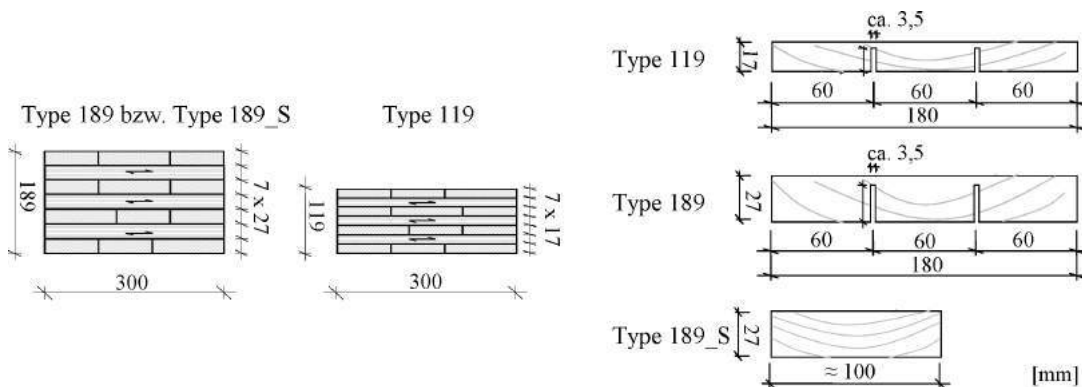 Type 189 bzw. Type 189_S
189
7 x 27
300
Type 119
119
7 x 17
300
ca. 3,5
Type 119
17
60
60
60
180
ca. 3,5
Type 189
27
60
60
60
180
Type 189_S
27
≈ 100
[mm]